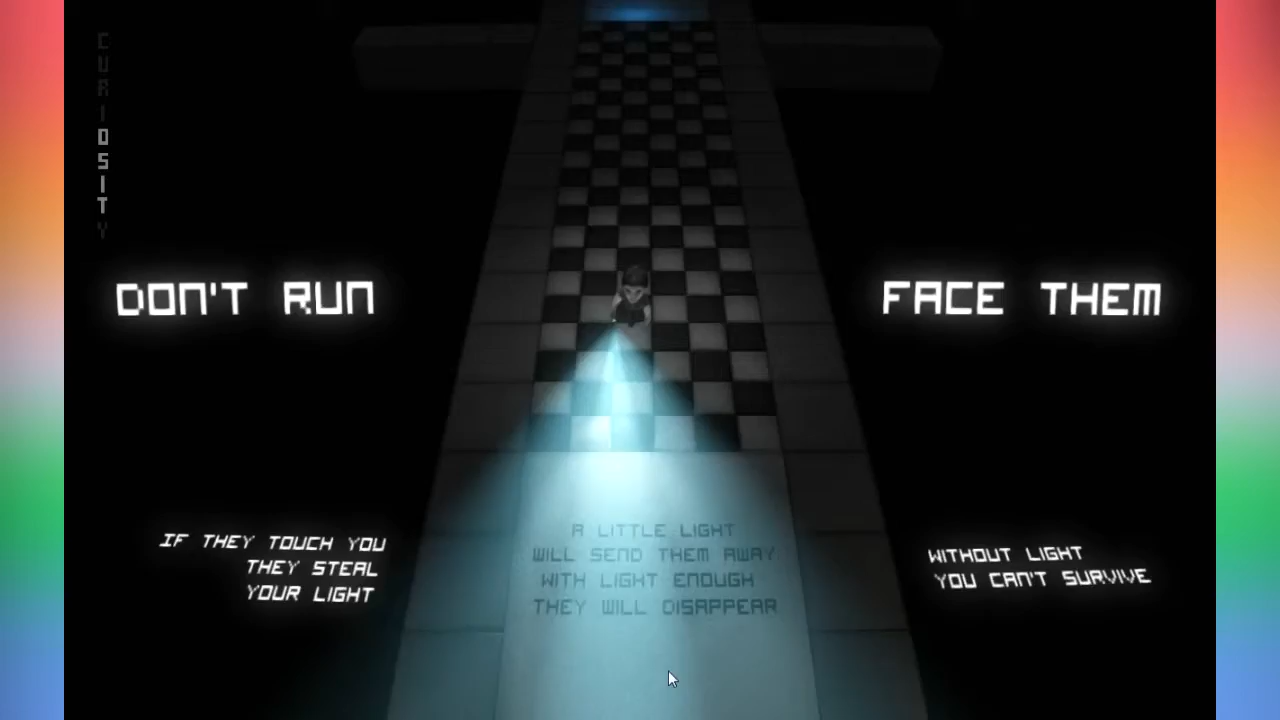 CURIOSITY
DON'T RUN
FACE THEM
IF THEY TOUCH YOU
THEY STEAL
YOUR LIGHT
A LITTLE LIGHT
WILL SEND THEM AWAY
WITH LIGHT ENOUGH
THEY WILL DISAPPEAR
WITHOUT LIGHT
YOU CAN'T SURVIVE